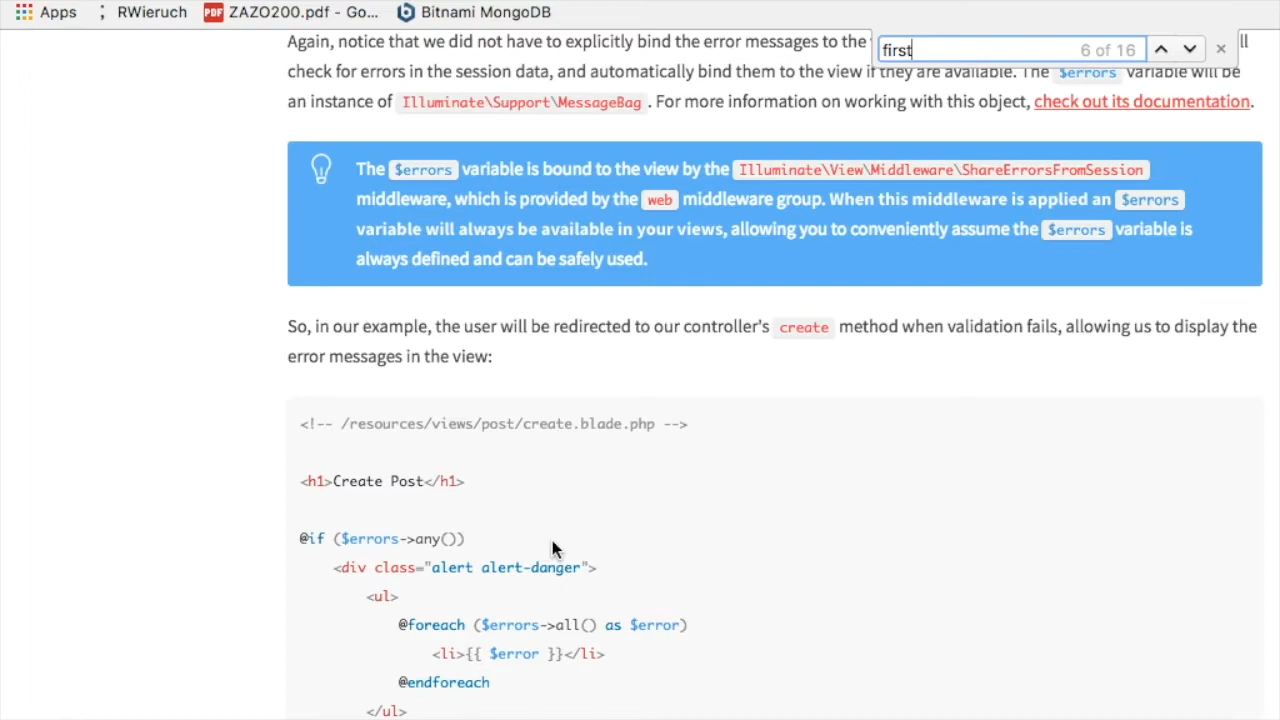 Apps ; RWieruch PDF ZAZO200.pdf - Go... Bitnami MongoDB
first 6 of 16
Again, notice that we did not have to explicitly bind the error messages to the ll
check for errors in the session data, and automatically bind them to the view if they are available. The $errors variable will be
an instance of Illuminate\Support\MessageBag . For more information on working with this object, check out its documentation.
The $errors variable is bound to the view by the Illuminate\View\Middleware\ShareErrorsFromSession
middleware, which is provided by the web middleware group. When this middleware is applied an $errors
variable will always be available in your views, allowing you to conveniently assume the $errors variable is
always defined and can be safely used.
So, in our example, the user will be redirected to our controller's create method when validation fails, allowing us to display the
error messages in the view:
<!-- /resources/views/post/create.blade.php -->
<h1>Create Post</h1>
@if ($errors->any())
<div class="alert alert-danger">
<ul>
@foreach ($errors->all() as $error)
<li>{{ $error }}</li>
@endforeach
</ul>